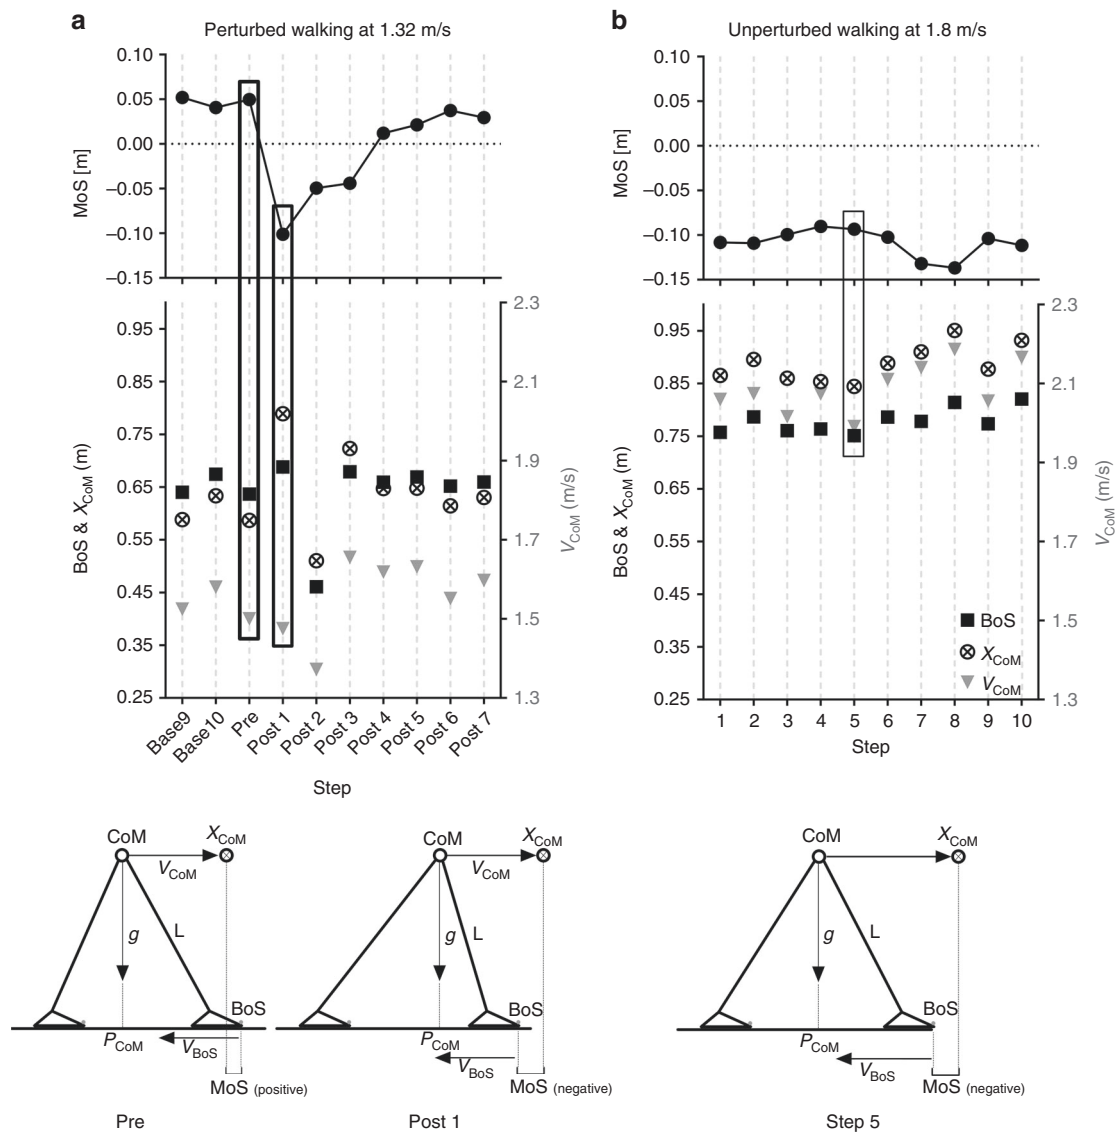 a
Perturbed walking at 1.32 m/s
MoS [m]
0.10
0.05
0.00
–0.05
–0.10
–0.15
BoS & XCoM (m)
0.95
0.85
0.75
0.65
0.55
0.45
0.35
0.25
2.3
2.1
1.9
1.7
1.5
1.3
VCoM (m/s)
Base9
Base10
Pre
Post 1
Post 2
Post 3
Post 4
Post 5
Post 6
Post 7
Step
b
Unperturbed walking at 1.8 m/s
MoS [m]
0.10
0.05
0.00
–0.05
–0.10
–0.15
BoS & XCoM (m)
0.95
0.85
0.75
0.65
0.55
0.45
0.35
0.25
2.3
2.1
1.9
1.7
1.5
1.3
VCoM (m/s)
BoS
XCoM
VCoM
1 2 3 4 5 6 7 8 9 10
Step
CoM
XCoM
VCoM
g
L
BoS
PCoM
VBoS
MoS (positive)
Pre
CoM
XCoM
VCoM
g
L
BoS
PCoM
VBoS
MoS (negative)
Post 1
CoM
XCoM
g
L
BoS
PCoM
VBoS
MoS (negative)
Step 5